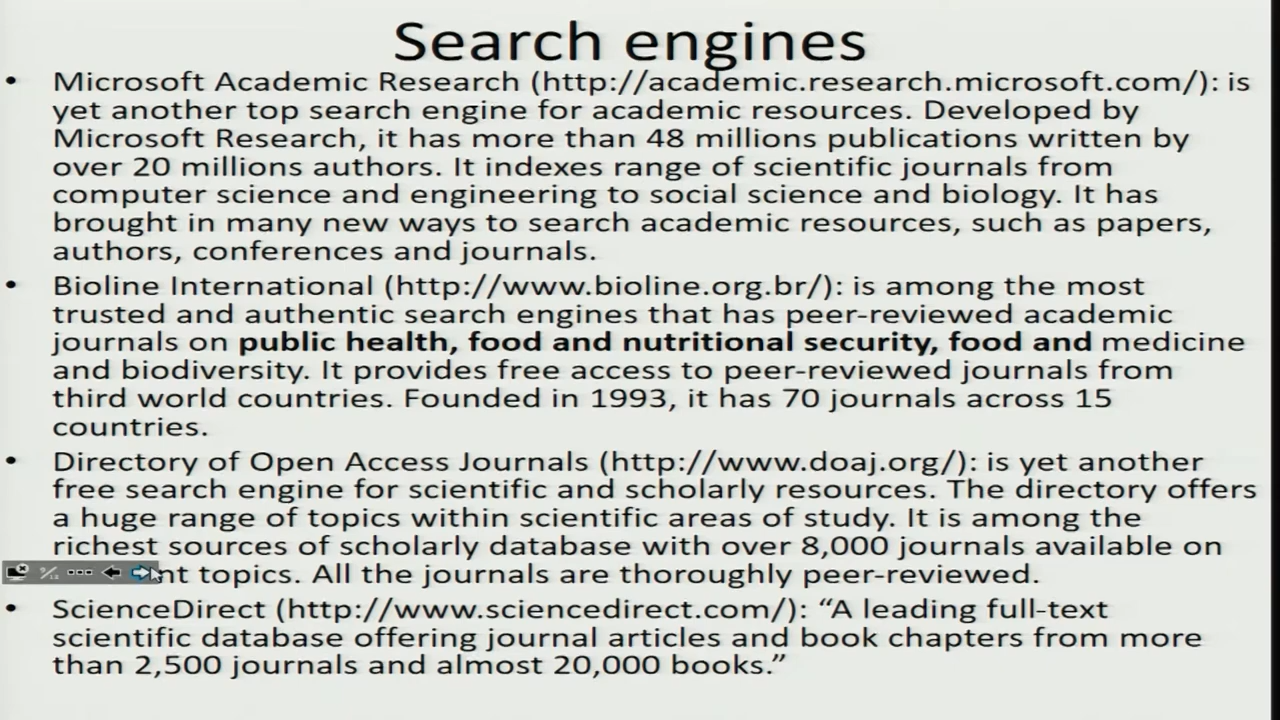 Search engines
• Microsoft Academic Research (http://academic.research.microsoft.com/): is
yet another top search engine for academic resources. Developed by
Microsoft Research, it has more than 48 millions publications written by
over 20 millions authors. It indexes range of scientific journals from
computer science and engineering to social science and biology. It has
brought in many new ways to search academic resources, such as papers,
authors, conferences and journals.
• Bioline International (http://www.bioline.org.br/): is among the most
trusted and authentic search engines that has peer-reviewed academic
journals on public health, food and nutritional security, food and medicine
and biodiversity. It provides free access to peer-reviewed journals from
third world countries. Founded in 1993, it has 70 journals across 15
countries.
• Directory of Open Access Journals (http://www.doaj.org/): is yet another
free search engine for scientific and scholarly resources. The directory offers
a huge range of topics within scientific areas of study. It is among the
richest sources of scholarly database with over 8,000 journals available on
nt topics. All the journals are thoroughly peer-reviewed.
• ScienceDirect (http://www.sciencedirect.com/): “A leading full-text
scientific database offering journal articles and book chapters from more
than 2,500 journals and almost 20,000 books.”